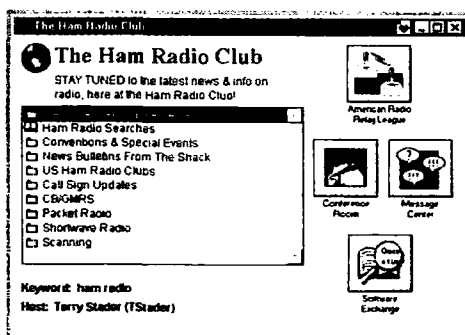 The Ham Radio Club
The Ham Radio Club
STAY TUNED to the latest news & info on
radio, here at the Ham Radio Club!
Ham Radio Searches
Conventions & Special Events
News Bulletins From The Shack
US Ham Radio Clubs
Call Sign Updates
CB/GMRS
Packet Radio
Shortwave Radio
Scanning
Keyword: ham radio
Host: Terry Stader (TStader)
American Radio
Relay League
Conference
Room
Message
Center
Software
Exchange